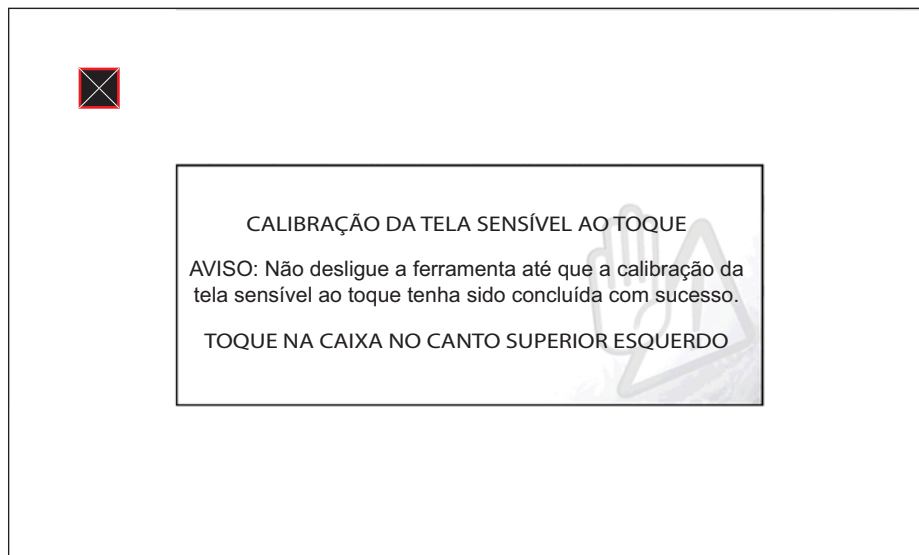 CALIBRAÇÃO DA TELA SENSÍVEL AO TOQUE
AVISO: Não desligue a ferramenta até que a calibração da
tela sensível ao toque tenha sido concluída com sucesso.
TOQUE NA CAIXA NO CANTO SUPERIOR ESQUERDO